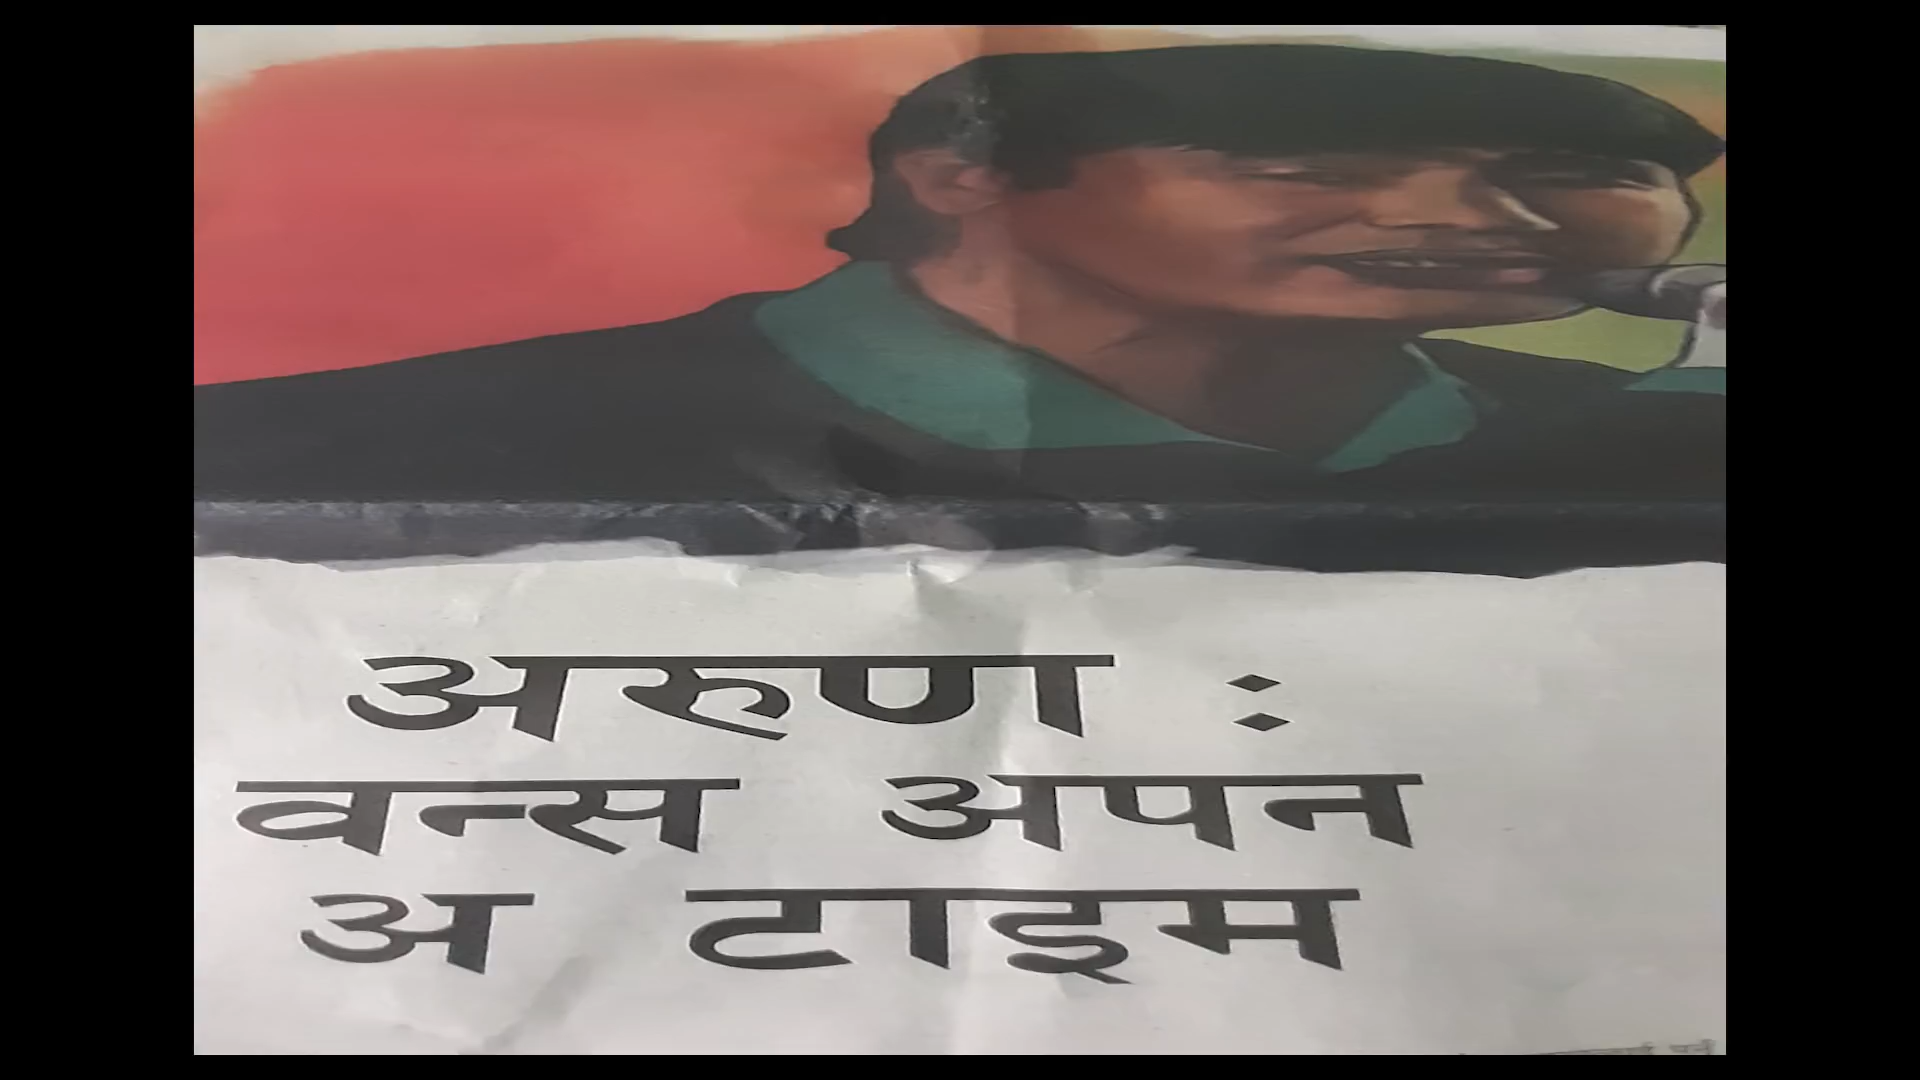 अरुण :
वन्स अपन
अ टाइम